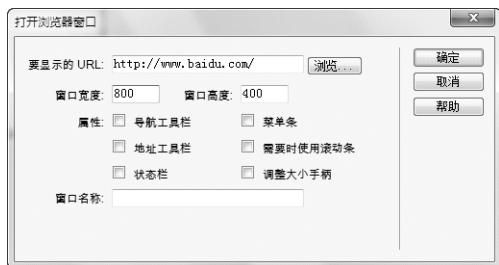 打开浏览器窗口
要显示的 URL: http://www.baidu.com/ 浏览... 确定
取消
窗口宽度: 800 窗口高度: 400
帮助
属性: 导航工具栏 菜单条
地址工具栏 需要时使用滚动条
状态栏 调整大小手柄
窗口名称: